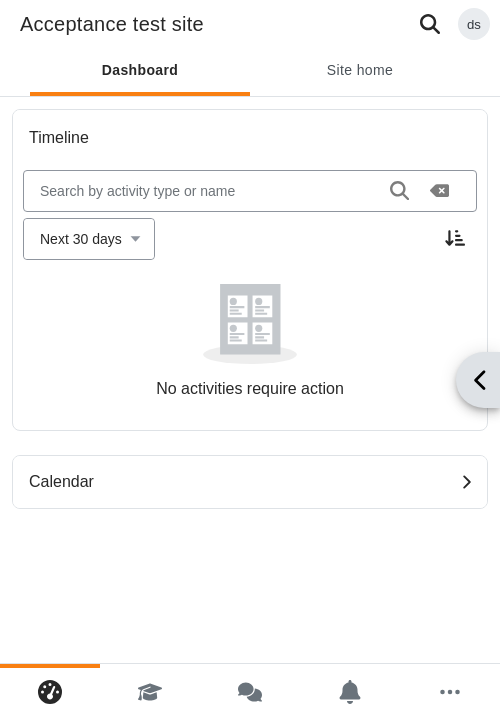 Acceptance test site
ds
Dashboard
Site home
Timeline
Search by activity type or name
Next 30 days
No activities require action
Calendar